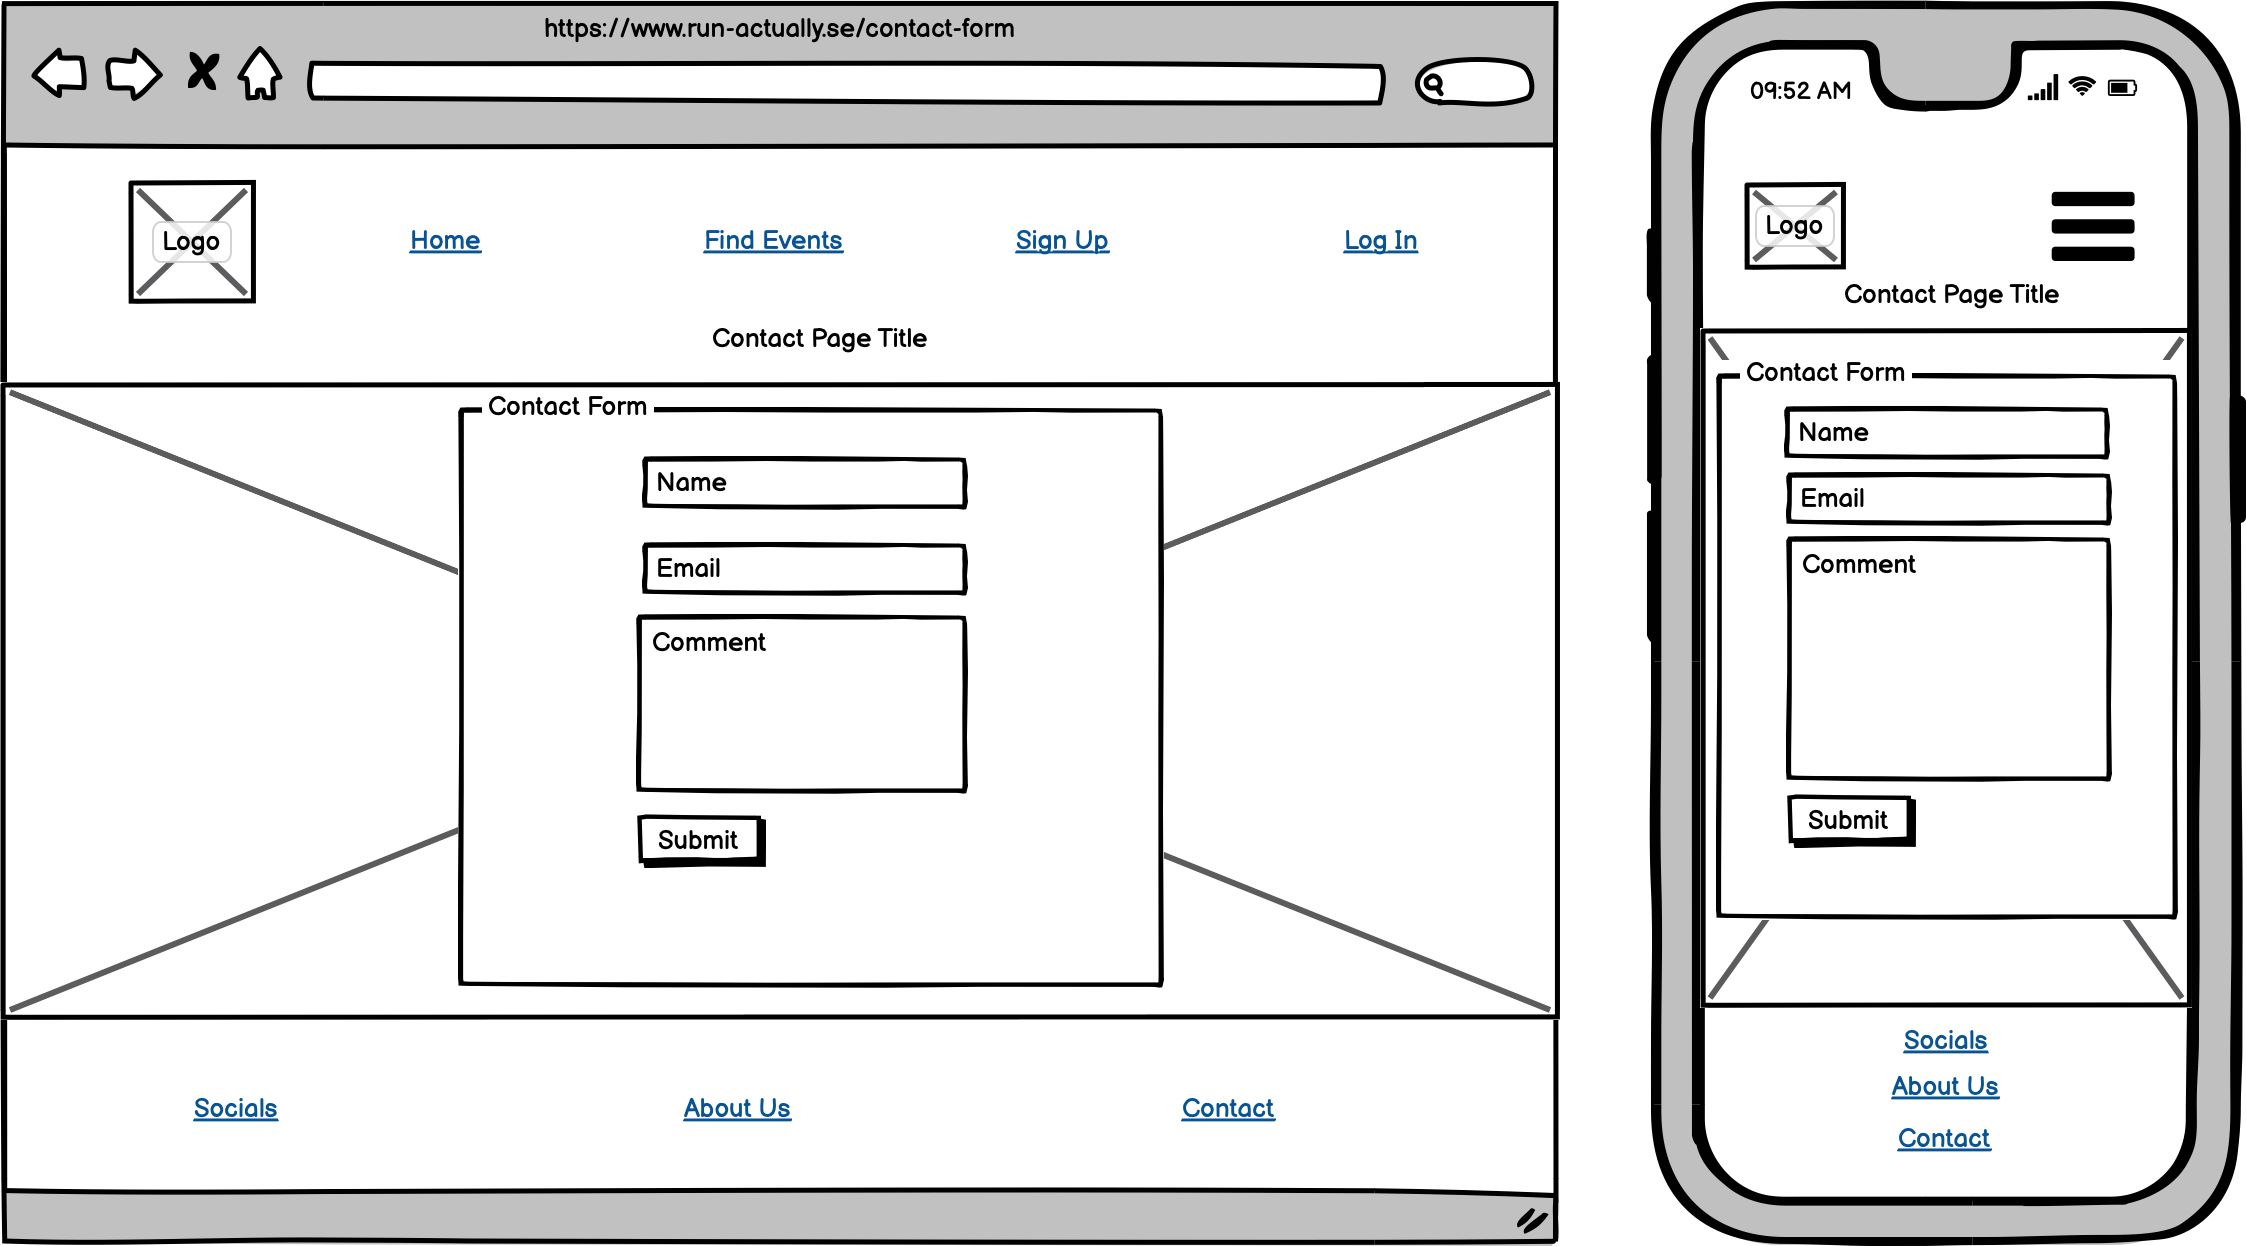 https://www.run-actually.se/contact-form
Logo
Home
Find Events
Sign Up
Log In
Contact Page Title
Contact Form
Name
Email
Comment
Submit
Socials
About Us
Contact
09:52 AM
Logo
Contact Page Title
Contact Form
Name
Email
Comment
Submit
Socials
About Us
Contact